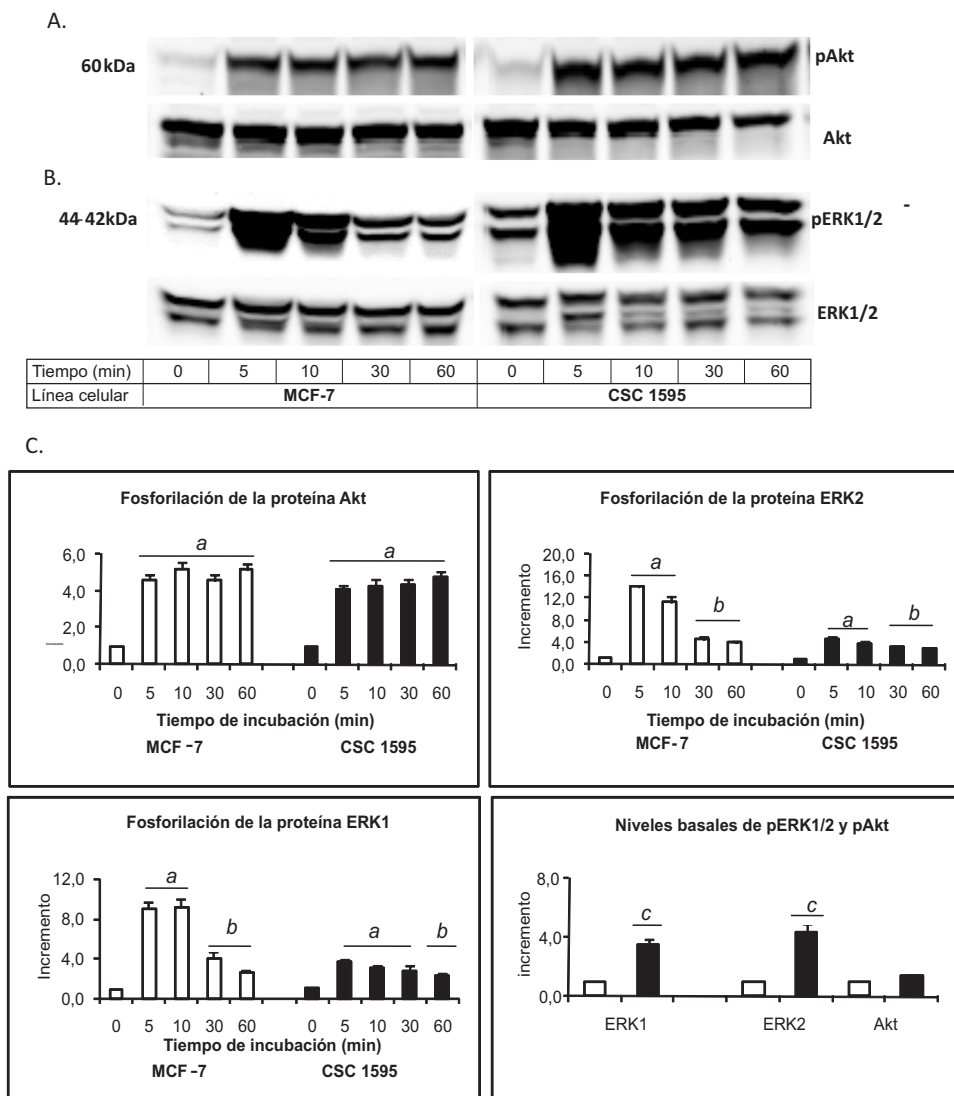 A.
60kDa
pAkt
Akt
B.
44-42kDa
pERK1/2
-
ERK1/2
Tiempo (min) 0 5 10 30 60 0 5 10 30 60
Línea celular MCF-7 CSC 1595
C.
Fosforilación de la proteína Akt
a
a
6,0
4,0
2,0
0,0
0 5 10 30 60 0 5 10 30 60
Tiempo de incubación (min)
MCF -7 CSC 1595
Fosforilación de la proteína ERK2
Incremento
20,0
16,0
12,0
8,0
4,0
0,0
a
b
a
b
0 5 10 30 60 0 5 10 30 60
Tiempo de incubación (min)
MCF-7 CSC 1595
Fosforilación de la proteína ERK1
Incremento
12,0
8,0
4,0
0,0
a
b
a
b
0 5 10 30 60 0 5 10 30 60
Tiempo de incubación (min)
MCF -7 CSC 1595
Niveles basales de pERK1/2 y pAkt
incremento
8,0
4,0
0,0
c
c
ERK1 ERK2 Akt